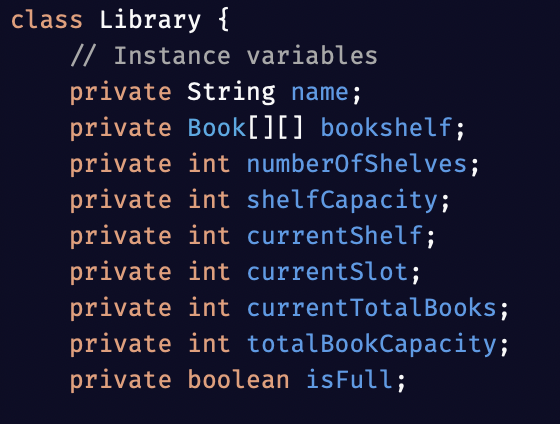 class Library {
    // Instance variables
    private String name;
    private Book[][] bookshelf;
    private int numberOfShelves;
    private int shelfCapacity;
    private int currentShelf;
    private int currentSlot;
    private int currentTotalBooks;
    private int totalBookCapacity;
    private boolean isFull;